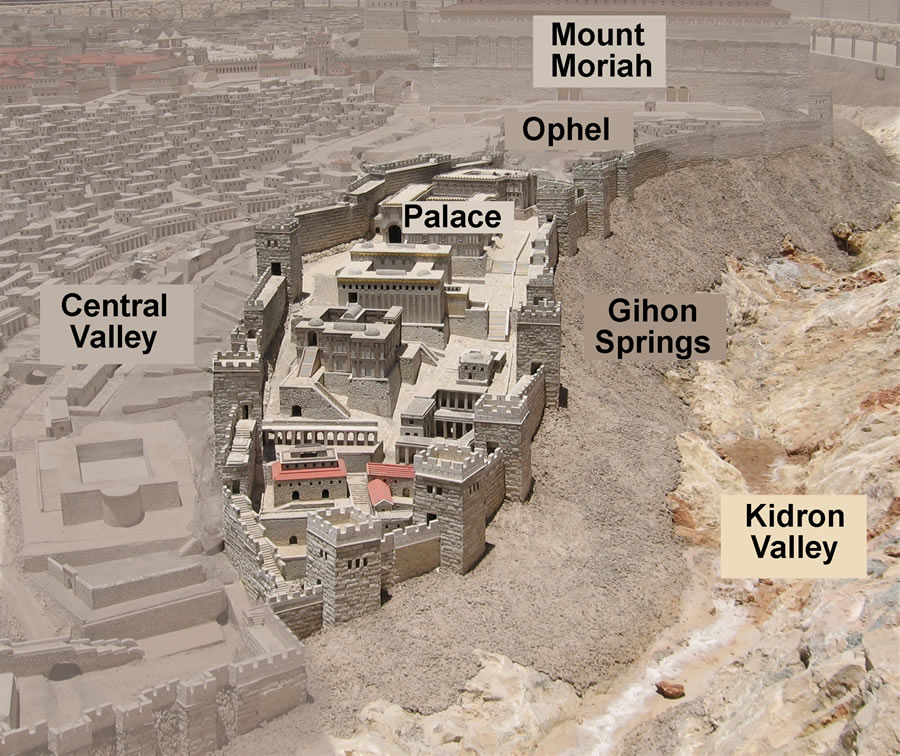 Mount
Moriah
Ophel
Palace
Central
Valley
Gihon
Springs
Kidron
Valley